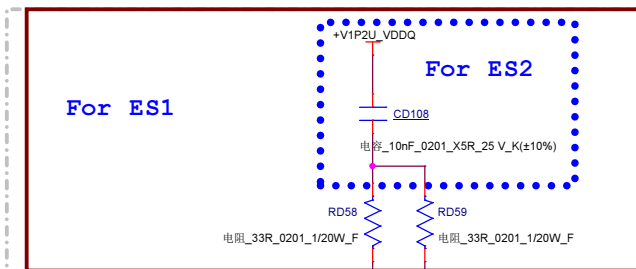 +V1P2U_VDDQ
For ES2
For ES1
CD108
电容_10nF_0201_X5R_25 V_K(±10%)
RD58
RD59
电阻_33R_0201_1/20W_F
电阻_33R_0201_1/20W_F